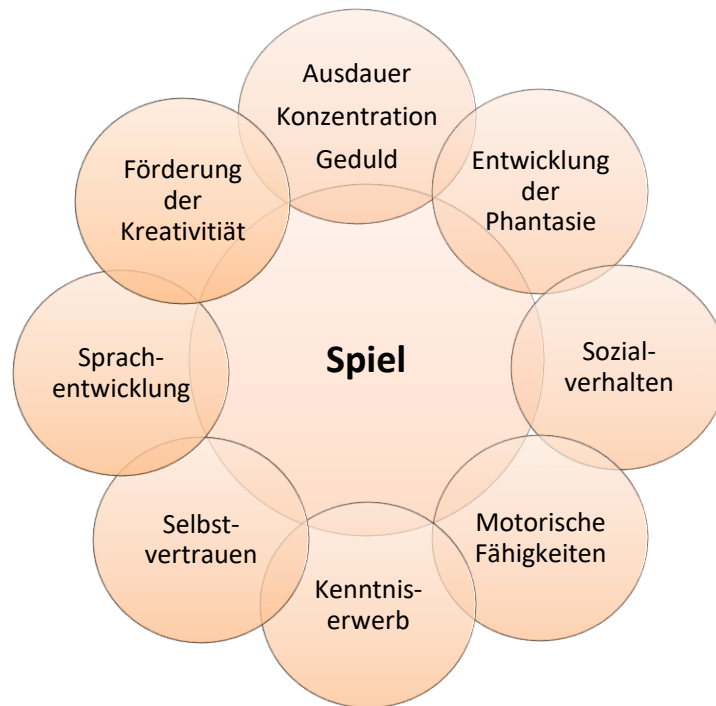 Ausdauer
Konzentration
Geduld
Entwicklung
der
Phantasie
Sozial-
verhalten
Motorische
Fähigkeiten
Kenntnis-
erwerb
Selbst-
vertrauen
Sprach-
entwicklung
Förderung
der
Kreativitiät
Spiel